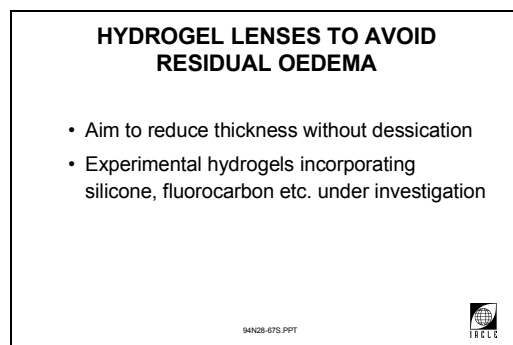 HYDROGEL LENSES TO AVOID
RESIDUAL OEDEMA
• Aim to reduce thickness without dessication
• Experimental hydrogels incorporating
silicone, fluorocarbon etc. under investigation
94N28-67S.PPT
IACLE